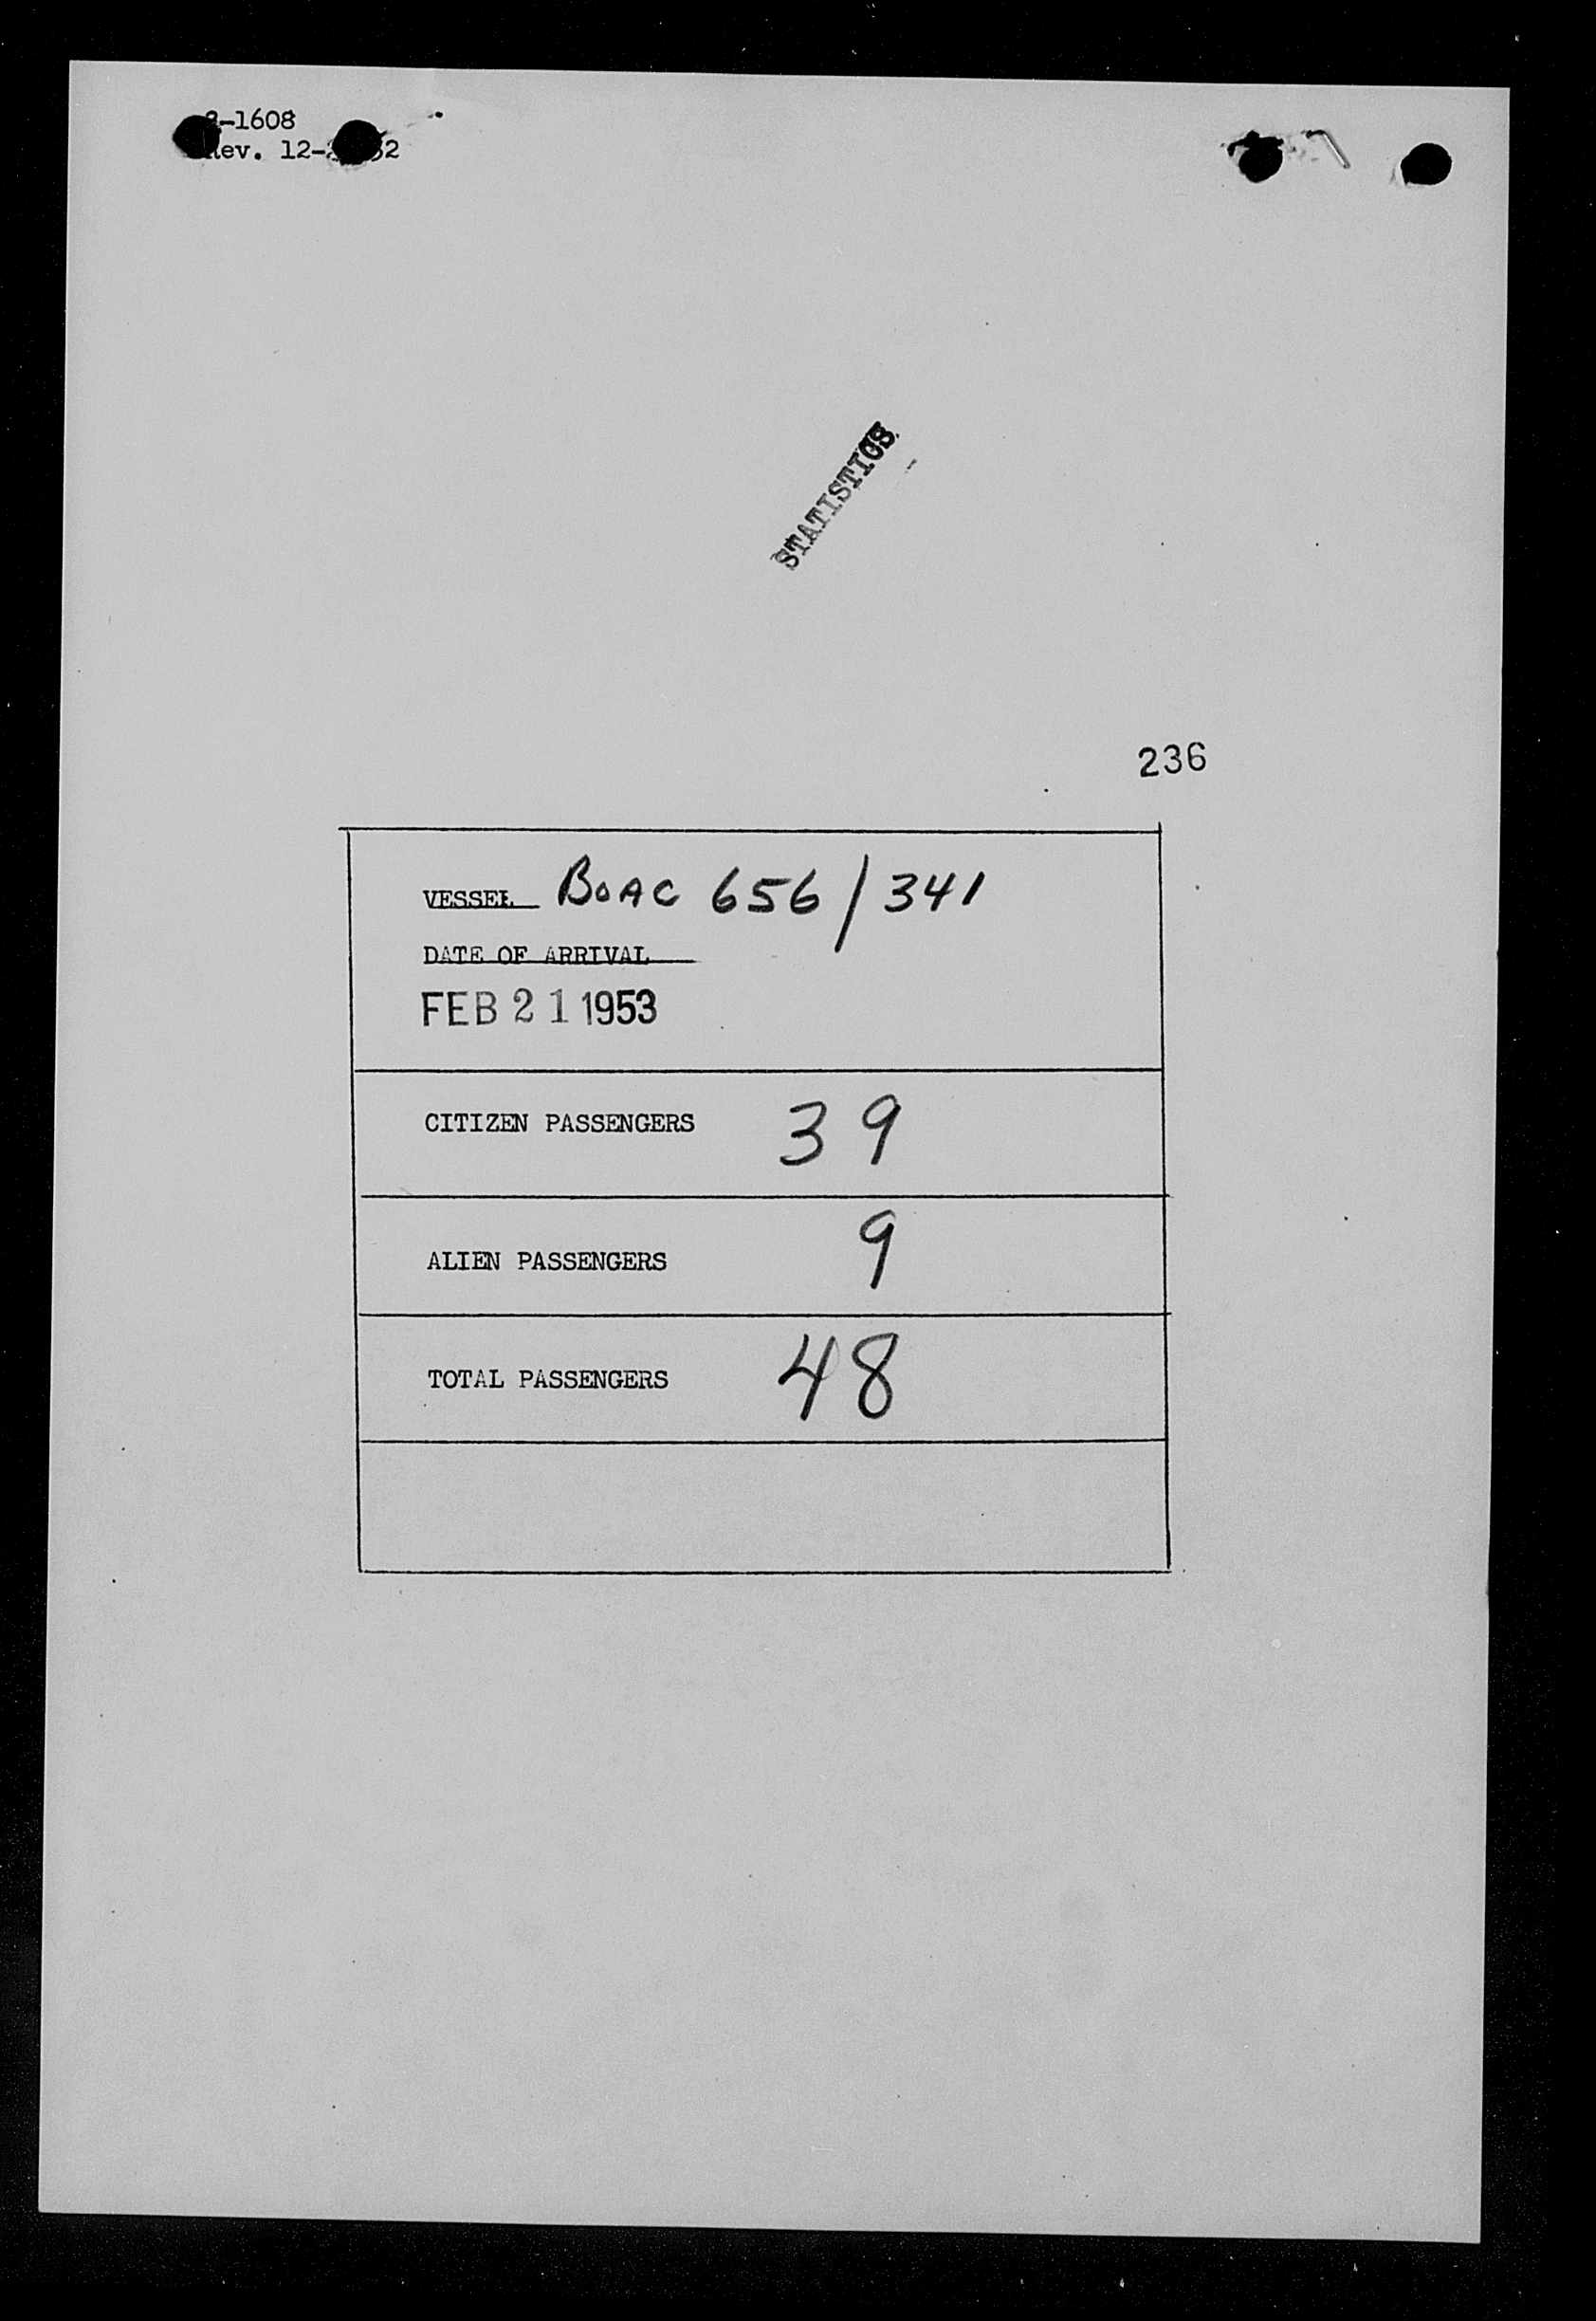 -1608
Rev. 12-
STATISTICS
236
VESSEL BOAC 656/341
DATE OF ARRIVAL
FEB 21 1953
CITIZEN PASSENGERS 39
ALIEN PASSENGERS 9
TOTAL PASSENGERS 48